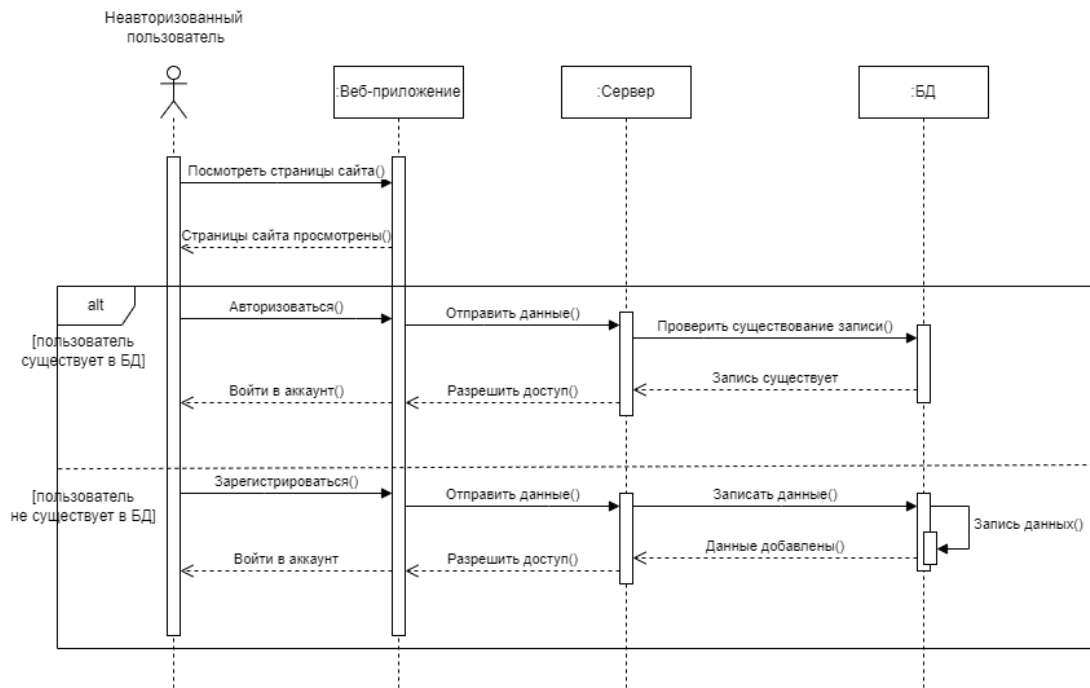 Неавторизованный
пользователь
:Веб-приложение
:Сервер
:БД
Посмотреть страницы сайта()
Страницы сайта просмотрены()
alt
[пользователь
существует в БД]
Авторизоваться()
Отправить данные()
Проверить существование записи()
Запись существует
Разрешить доступ()
Войти в аккаунт()
[пользователь
не существует в БД]
Зарегистрироваться()
Отправить данные()
Записать данные()
Запись данных()
Данные добавлены()
Разрешить доступ()
Войти в аккаунт